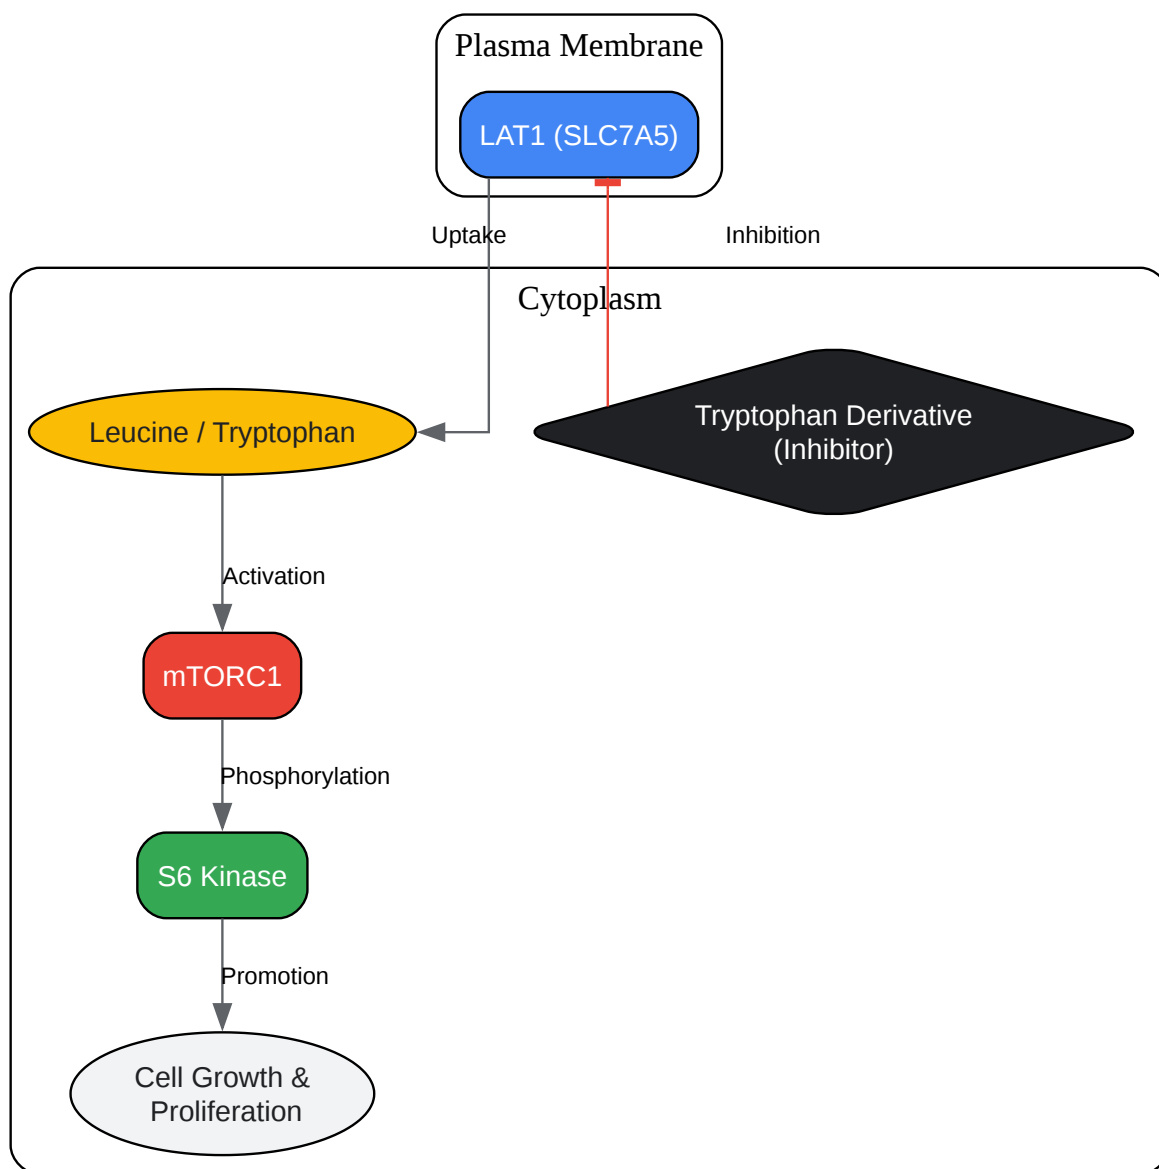 Plasma Membrane
LAT1 (SLC7A5)
Uptake
Inhibition
Cytoplasm
Leucine / Tryptophan
Tryptophan Derivative
(Inhibitor)
Activation
mTORC1
Phosphorylation
S6 Kinase
Promotion
Cell Growth &
Proliferation